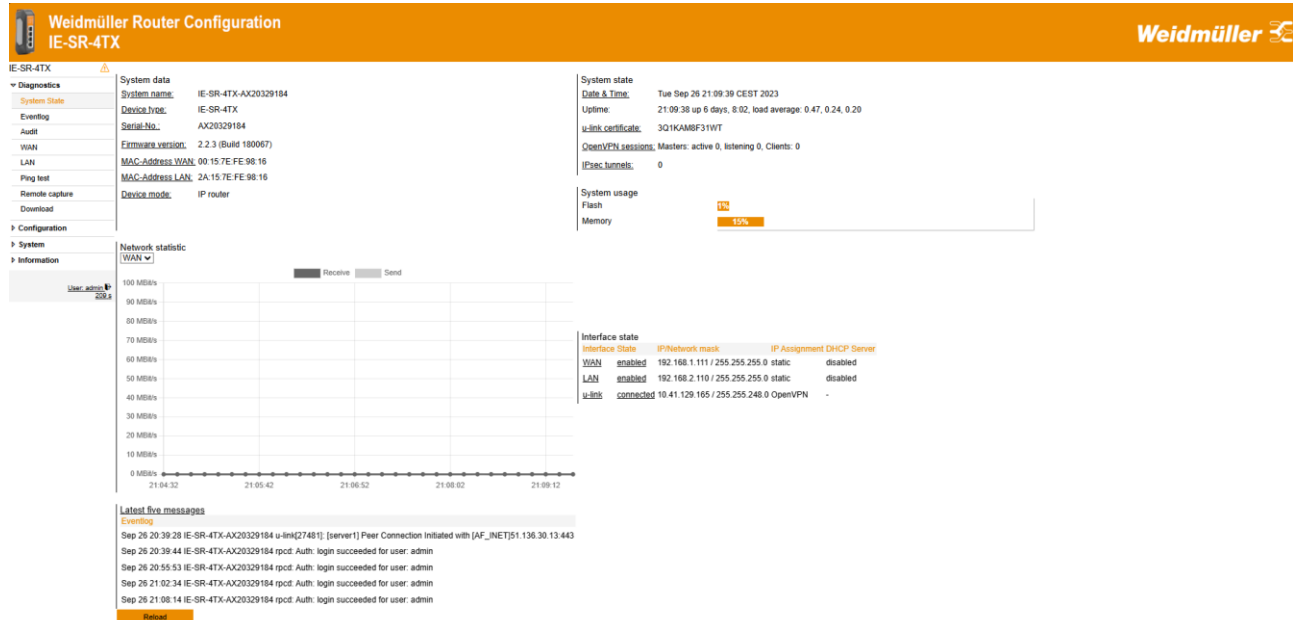 Weidmüller Router Configuration
IE-SR-4TX
Weidmüller
IE-SR-4TX
Diagnostics
System State
Eventlog
Audit
WAN
LAN
Ping test
Remote capture
Download
Configuration
System
Information
User: admin
209 s
System data
System name: IE-SR-4TX-AX20329184
Device type: IE-SR-4TX
Serial-No.: AX20329184
Firmware version: 2.2.3 (Build 180067)
MAC-Address WAN: 00:15:7E:FE:98:16
MAC-Address LAN: 2A:15:7E:FE:98:16
Device mode: IP router
System state
Date & Time: Tue Sep 26 21:09:39 CEST 2023
Uptime: 21:09:38 up 6 days, 8:02, load average: 0.47, 0.24, 0.20
u-link certificate: 3Q1KAM8F31WT
OpenVPN sessions: Masters: active 0, listening 0, Clients: 0
IPsec tunnels: 0
System usage
Flash 1%
Memory 15%
Network statistic
WAN
Receive Send
100 MBit/s
90 MBit/s
80 MBit/s
70 MBit/s
60 MBit/s
50 MBit/s
40 MBit/s
30 MBit/s
20 MBit/s
10 MBit/s
0 MBit/s
21:04:32 21:05:42 21:06:52 21:08:02 21:09:12
Interface state
Interface State IP/Network mask IP Assignment DHCP Server
WAN enabled 192.168.1.111 / 255.255.255.0 static disabled
LAN enabled 192.168.2.110 / 255.255.255.0 static disabled
u-link connected 10.41.129.165 / 255.255.248.0 OpenVPN -
Latest five messages
Eventlog
Sep 26 20:39:28 IE-SR-4TX-AX20329184 u-link[27481]: [server1] Peer Connection Initiated with [AF_INET]51.136.30.13:443
Sep 26 20:39:44 IE-SR-4TX-AX20329184 rpcd: Auth: login succeeded for user: admin
Sep 26 20:55:53 IE-SR-4TX-AX20329184 rpcd: Auth: login succeeded for user: admin
Sep 26 21:02:34 IE-SR-4TX-AX20329184 rpcd: Auth: login succeeded for user: admin
Sep 26 21:08:14 IE-SR-4TX-AX20329184 rpcd: Auth: login succeeded for user: admin
Reload